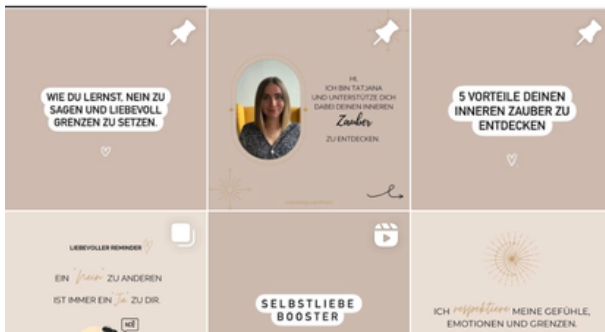 WIE DU LERNST, NEIN ZU
SAGEN UND LIEBEVOLL
GRENZEN ZU SETZEN.
HI,
ICH BIN TATJANA
UND UNTERSTÜTZE DICH
DABEI DEINEN INNEREN
Zauber
ZU ENTDECKEN.
5 VORTEILE DEINEN
INNEREN ZAUBER ZU
ENTDECKEN
LIEBEVOLLER REMINDER
EIN "Nein" ZU ANDEREN
IST IMMER EIN "Ja" ZU DIR.
NO!
SELBSTLIEBE
BOOSTER
ICH respektiere MEINE GEFÜHLE,
EMOTIONEN UND GRENZEN.